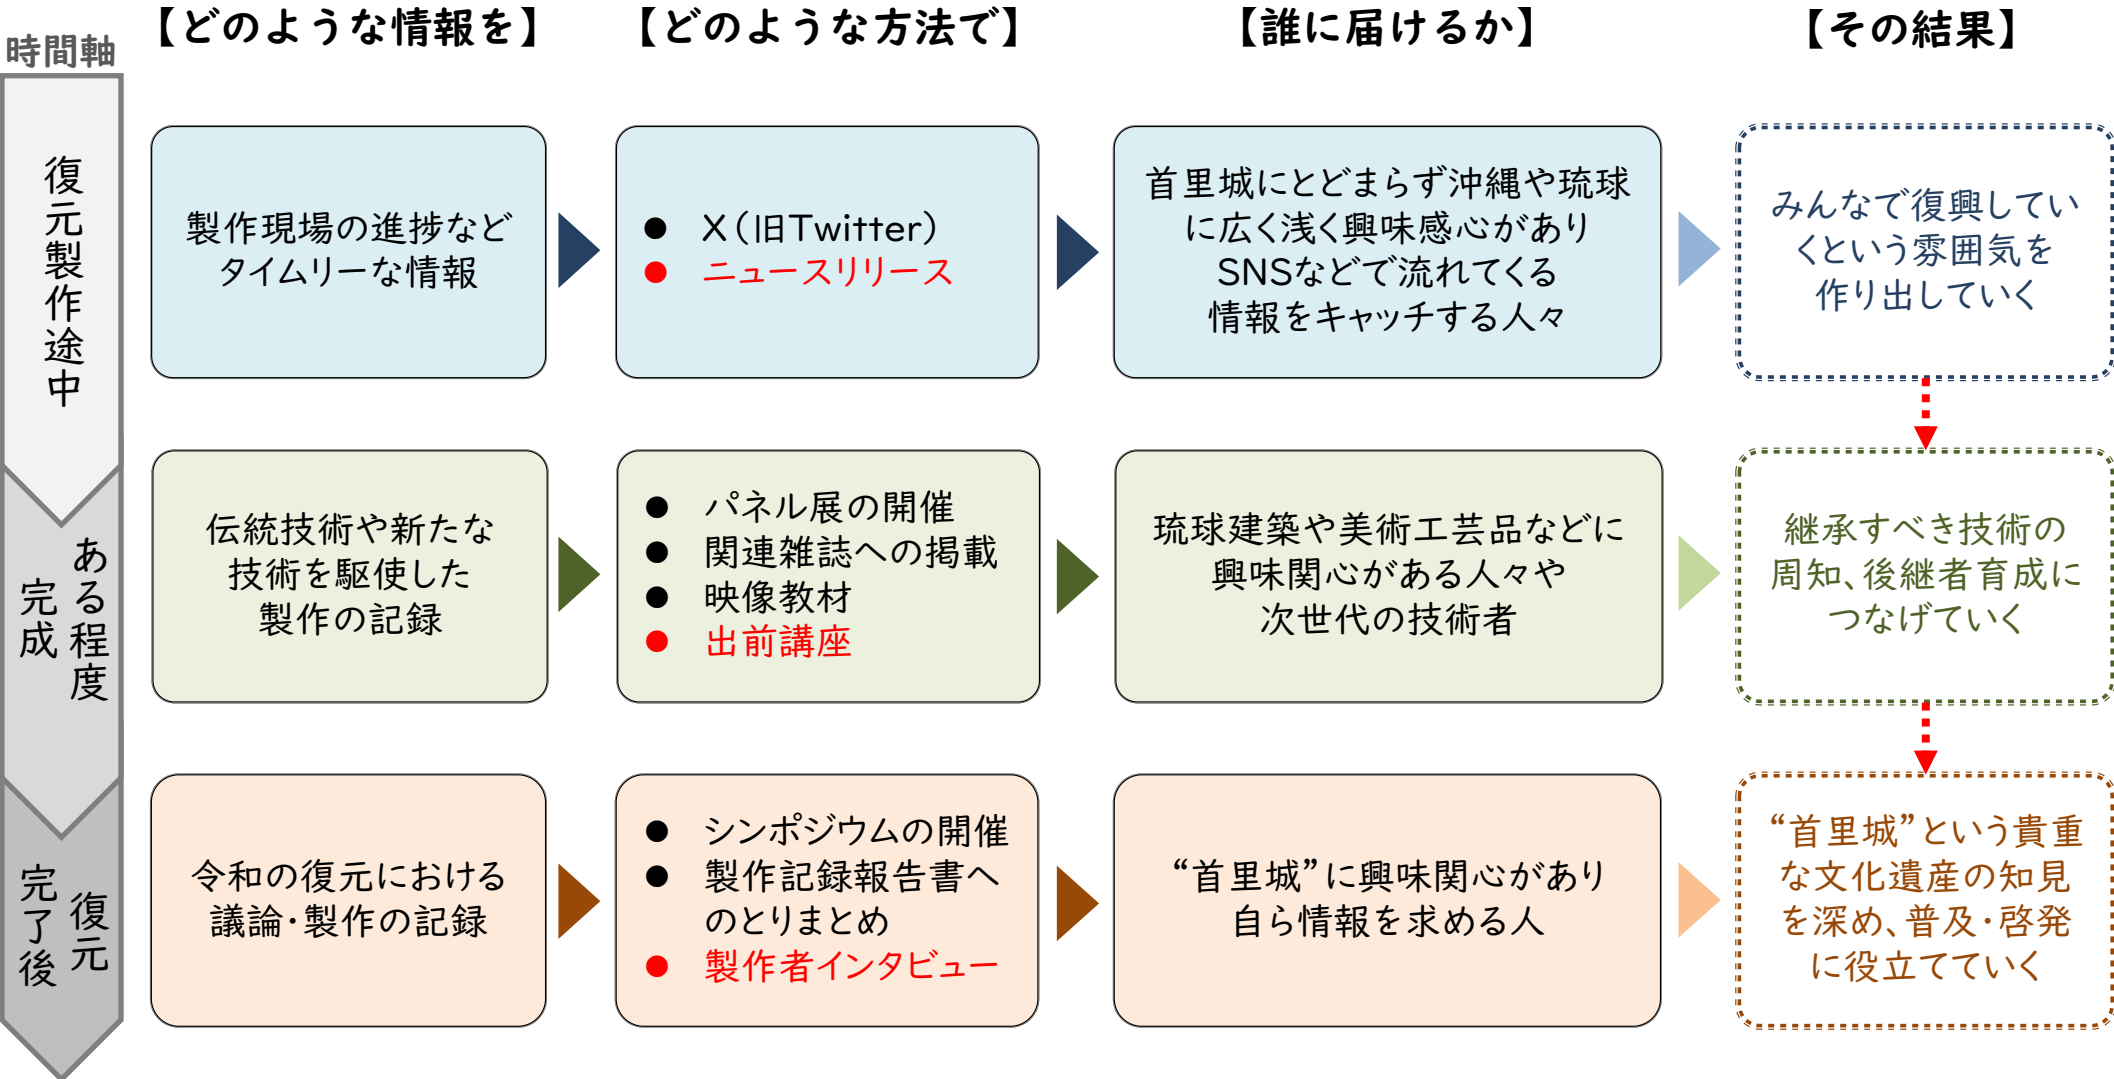 【どのような情報を】
【どのような方法で】
【誰に届けるか】
【その結果】
時間軸
復元製作途中
製作現場の進捗など
タイムリーな情報
● X(旧Twitter)
● ニュースリリース
首里城にとどまらず沖縄や琉球
に広く浅く興味感心があり
SNSなどで流れてくる
情報をキャッチする人々
みんなで復興してい
くという雰囲気を
作り出していく
ある程度
完成
伝統技術や新たな
技術を駆使した
製作の記録
● パネル展の開催
● 関連雑誌への掲載
● 映像教材
● 出前講座
琉球建築や美術工芸品などに
興味関心がある人々や
次世代の技術者
継承すべき技術の
周知、後継者育成に
つなげていく
復元
完了後
令和の復元における
議論・製作の記録
● シンポジウムの開催
● 製作記録報告書へ
のとりまとめ
● 製作者インタビュー
“首里城”に興味関心があり
自ら情報を求める人
“首里城”という貴重
な文化遺産の知見
を深め、普及・啓発
に役立てていく